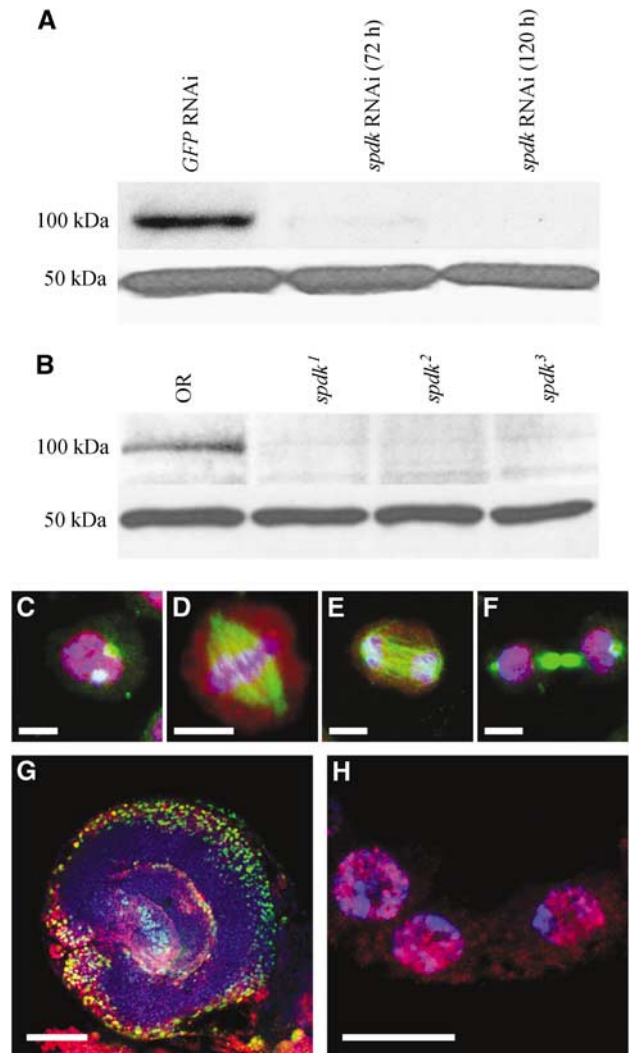 A
GFP RNAi
spdk RNAi (72 h)
spdk RNAi (120 h)
100 kDa
50 kDa
B
OR
spdk¹
spdk²
spdk³
100 kDa
50 kDa
C
D
E
F
G
H